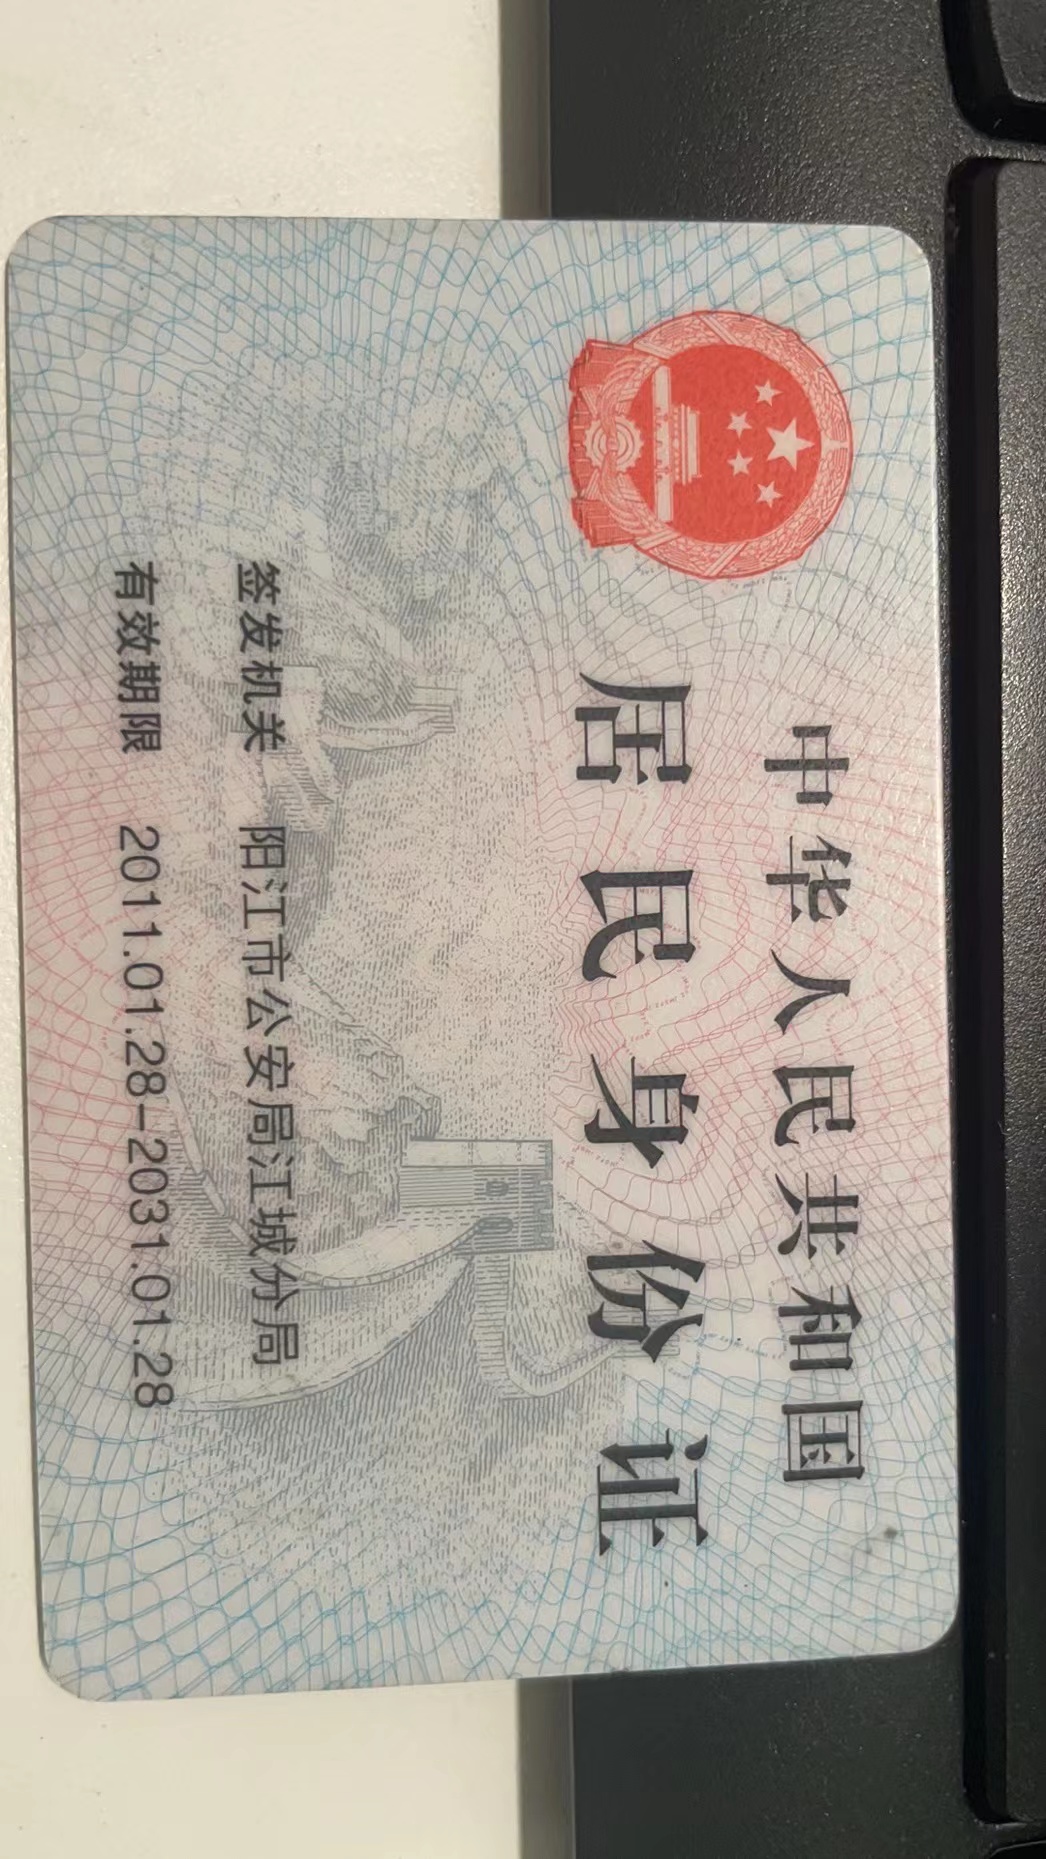 中华人民共和国
居民身份证
签发机关 阳江市公安局江城分局
有效期限 2011.01.28-2031.01.28